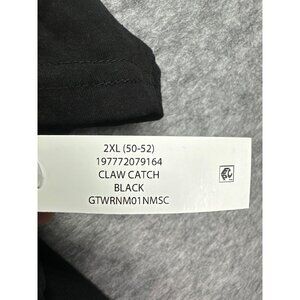 2XL (50-52)
197772079164
CLAW CATCH
BLACK
GTWRNM01NMSC